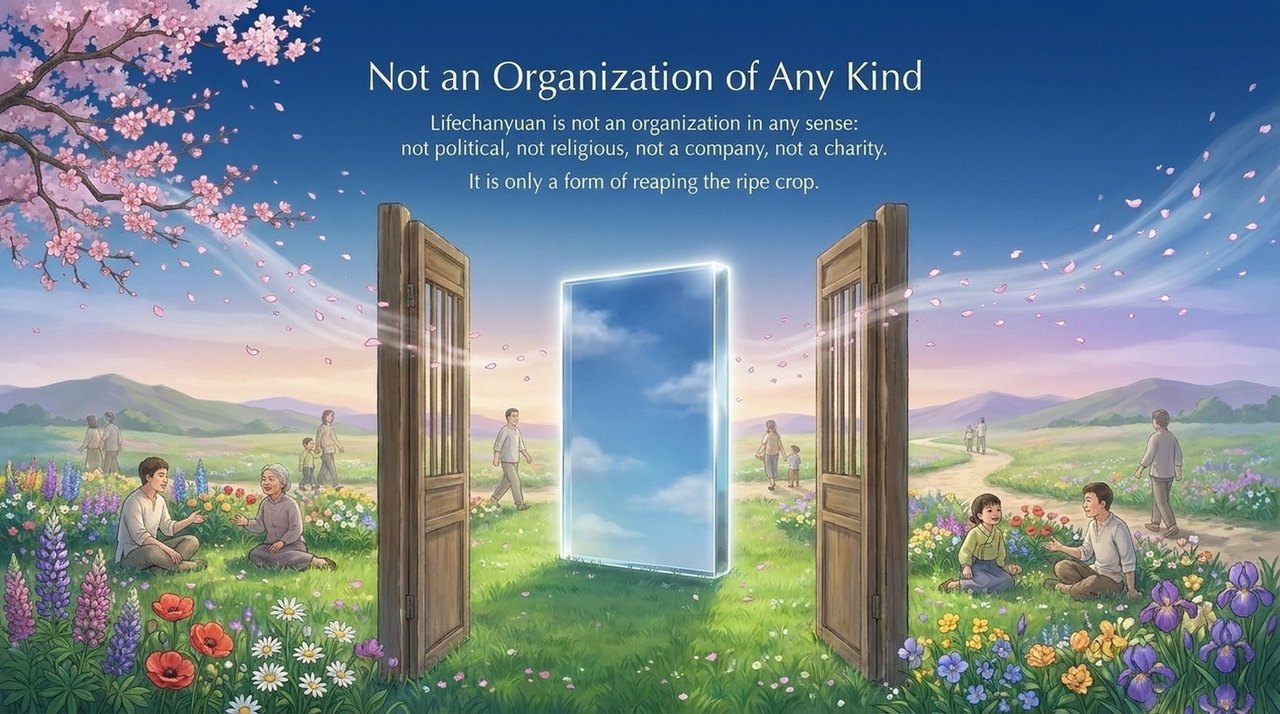 Not an Organization of Any Kind
Lifechanyuan is not an organization in any sense:
not political, not religious, not a company, not a charity.
It is only a form of reaping the ripe crop.